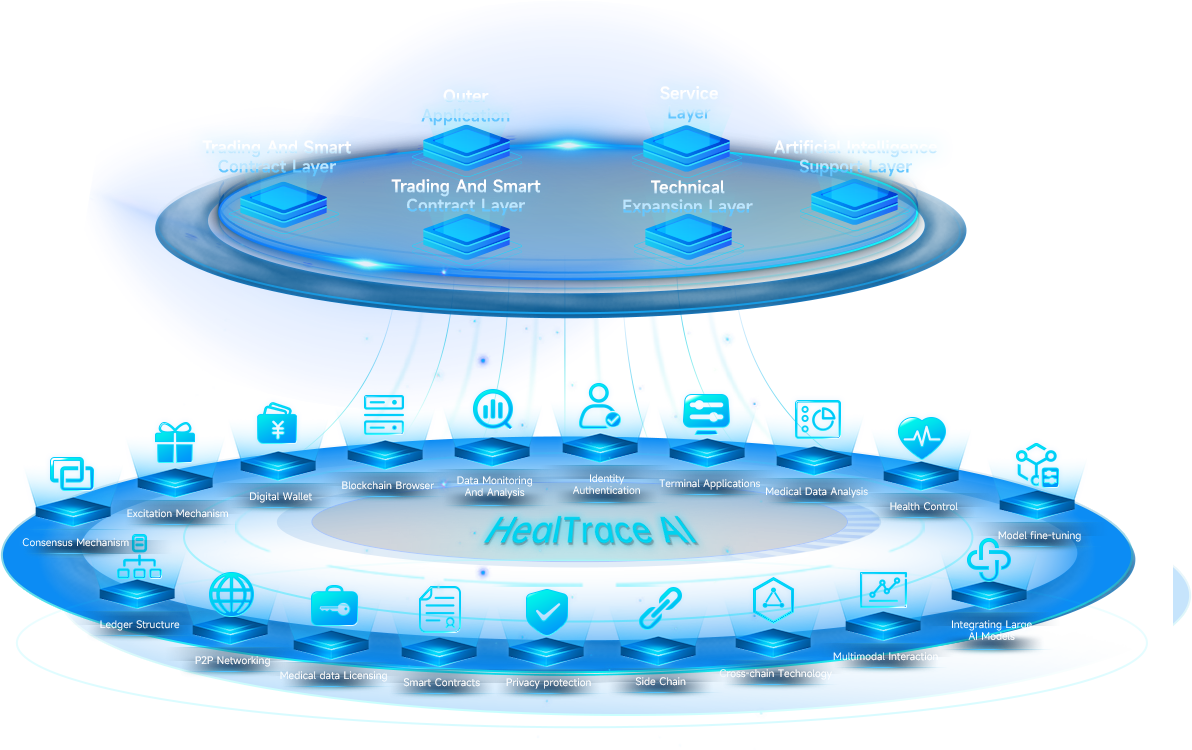 Outer
Application
Service
Layer
Trading And Smart
Contract Layer
Artificial Intelligence
Support Layer
Trading And Smart
Contract Layer
Technical
Expansion Layer
Consensus Mechanism
Excitation Mechanism
Digital Wallet
Blockchain Browser
Data Monitoring
And Analysis
Identity
Authentication
Terminal Applications
Medical Data Analysis
Health Control
Model fine-tuning
HealTrace AI
Ledger Structure
P2P Networking
Medical data Licensing
Smart Contracts
Privacy protection
Side Chain
Cross-chain Technology
Multimodal Interaction
Integrating Large
AI Models